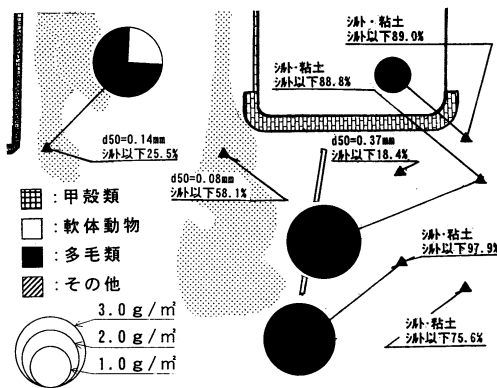 シルト・粘土
シルト以下89.0%
シルト・粘土
シルト以下88.8%
d50=0.14mm
シルト以下25.5%
d50=0.37mm
シルト以下18.4%
d50=0.08mm
シルト以下58.1%
:甲殻類
:軟体動物
:多毛類
:その他
シルト・粘土
シルト以下97.9%
3.0g/㎡
2.0g/㎡
1.0g/㎡
シルト・粘土
シルト以下75.6%